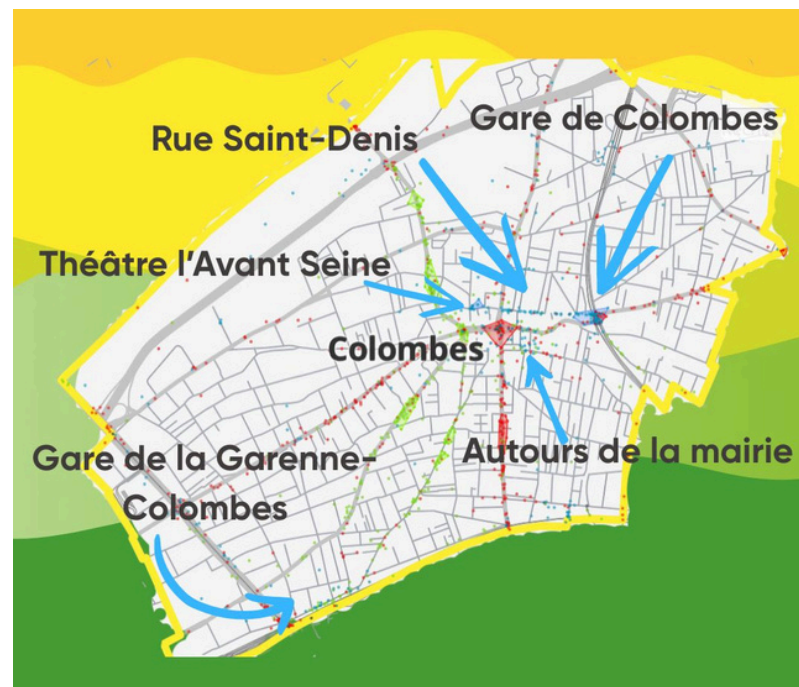 Gare de Colombes
Rue Saint-Denis
Théâtre l'Avant Seine
Colombes
Gare de la Garenne-
Colombes
Autours de la mairie